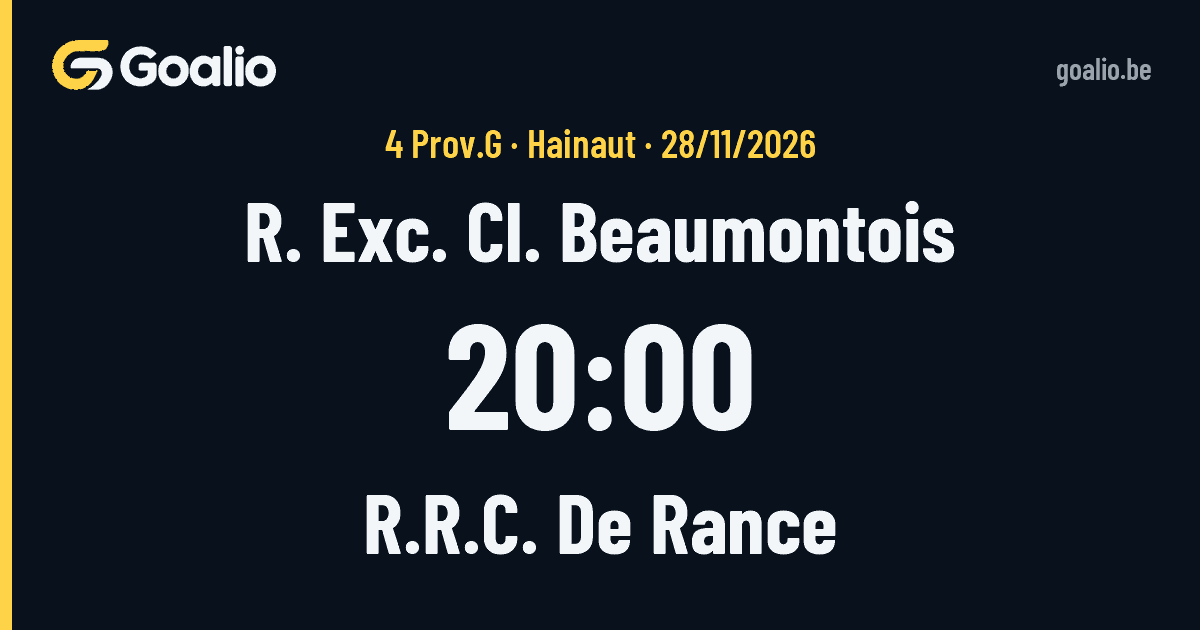 Goalio
goalio.be
4 Prov.G · Hainaut · 28/11/2026
R. Exc. Cl. Beaumontois
20:00
R.R.C. De Rance